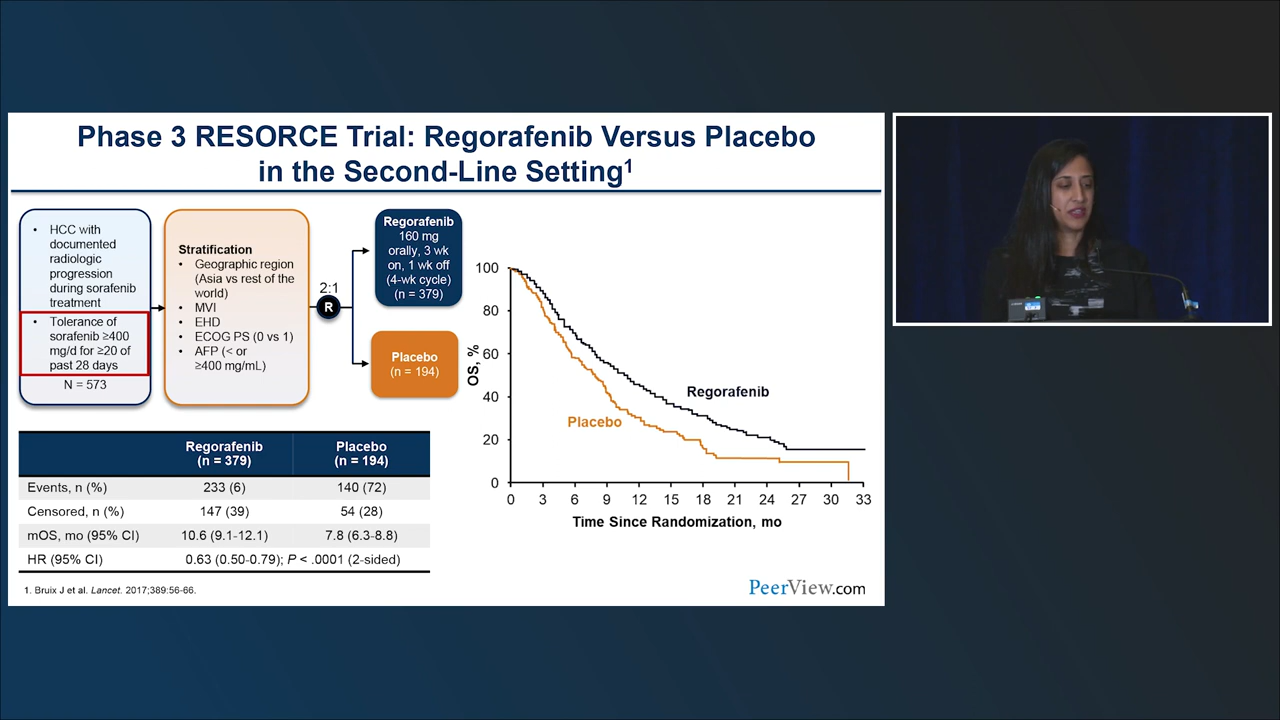 Phase 3 RESORCE Trial: Regorafenib Versus Placebo
in the Second-Line Setting1
• HCC with
documented
radiologic
progression
during sorafenib
treatment
• Tolerance of
sorafenib ≥400
mg/d for ≥20 of
past 28 days
N = 573
Stratification
• Geographic region
(Asia vs rest of the
world)
• MVI
• EHD
• ECOG PS (0 vs 1)
• AFP (< or
≥400 mg/mL)
2:1
R
Regorafenib
160 mg
orally, 3 wk
on, 1 wk off
(4-wk cycle)
(n = 379)
Placebo
(n = 194)
OS, %
100
80
60
40
20
0
Regorafenib
Placebo
0 3 6 9 12 15 18 21 24 27 30 33
Time Since Randomization, mo
Regorafenib Placebo
(n = 379) (n = 194)
Events, n (%) 233 (6) 140 (72)
Censored, n (%) 147 (39) 54 (28)
mOS, mo (95% CI) 10.6 (9.1-12.1) 7.8 (6.3-8.8)
HR (95% CI) 0.63 (0.50-0.79); P < .0001 (2-sided)
1. Bruix J et al. Lancet. 2017;389:56-66.
PeerView.com